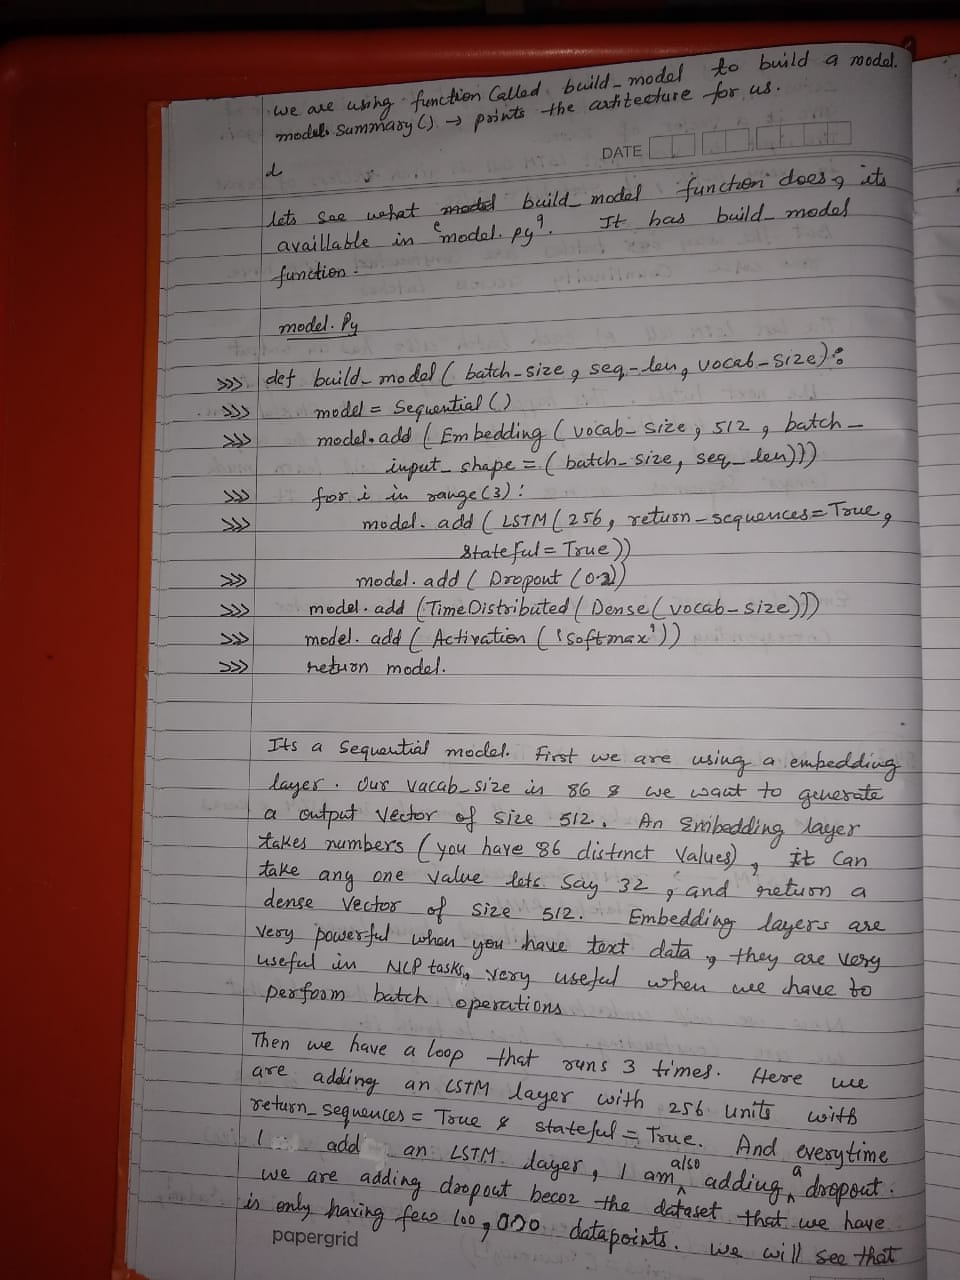 we are using function Called build_model to build a model.
model. Summary() → points the arhitecture for us.
DATE
lets see what build_model function does, its
availlable in 'model.py'. It has build_model
function.
model.Py
>>> def build_model ( batch_size, seq_len, vocab_size):
>>> model = Sequential ()
>>> model.add ( Embedding ( vocab_size, 512, batch_
input_shape = ( batch_size, seq_len)))
>>> for i in range(3):
>>> model. add ( LSTM ( 256, return_sequences=True,
stateful = True))
>>> model.add ( Dropout (0.2))
>>> model.add (TimeDistributed ( Dense( vocab_size)))
>>> model. add ( Activation ('softmax'))
>>> return model.
Its a Sequential model. First we are using a embedding
layer. Our vacab_size is 86 & we want to generate
a output Vector of size 512. An Embedding layer
takes numbers (you have 86 distinct Values), it can
take any one value lets say 32, and return a
dense Vector of size 512. Embedding layers are
very powerful when you have text data, they are very
useful in NLP tasks, very useful when we have to
perform batch operations
Then we have a loop that runs 3 times. Here we
are adding an LSTM layer with 256 units with
return_sequences = True & stateful = True. And everytime
I add an LSTM layer, I am also adding a dropout.
we are adding dropout becoz the dataset that we have
is only having few 100,000 datapoints. We will see that
papergrid